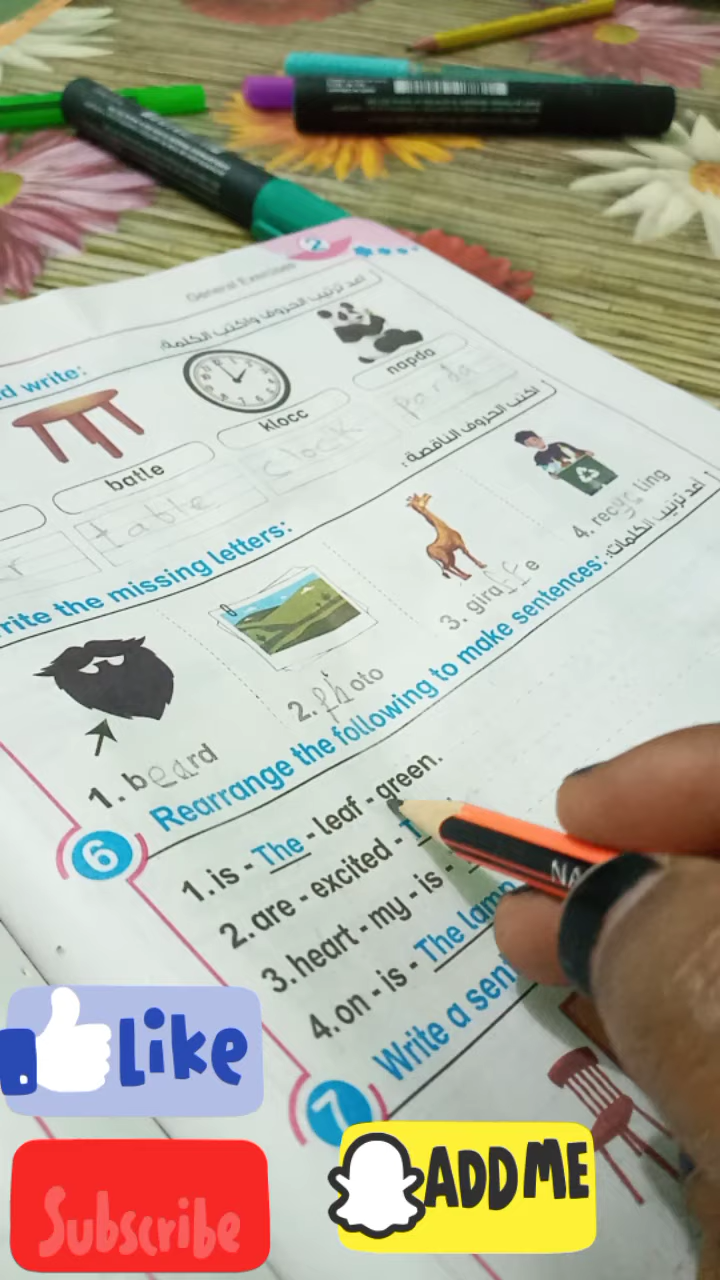 2
General Exercises
أعد ترتيب الحروف واكتب الكلمة:
d write:
napda
klocc
batle
panda
clock
table
r
اكتب الحروف الناقصة:
rite the missing letters:
1. beard
2. photo
3. giraffe
4. recycling
أعد ترتيب الكلمات:
6 Rearrange the following to make sentences:
1. is - The - leaf - green.
2. are - excited - T
3. heart - my - is -
4. on - is - The lamp
7 Write a sen
NA
Like
Subscribe
ADD ME